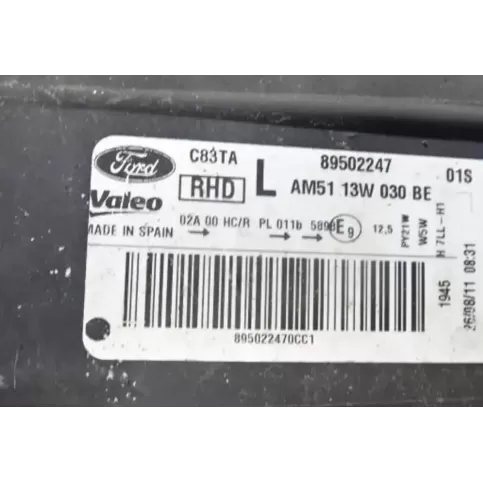 Ford C83TA 89502247 01S
Valeo RHD L AM51 13W 030 BE
02A 00 HC/R PL 011b 5898 E9 12,5
MADE IN SPAIN
PY21W
W5W
H 7LL-H1
1945
26/08/11 08:31
895022470CC1